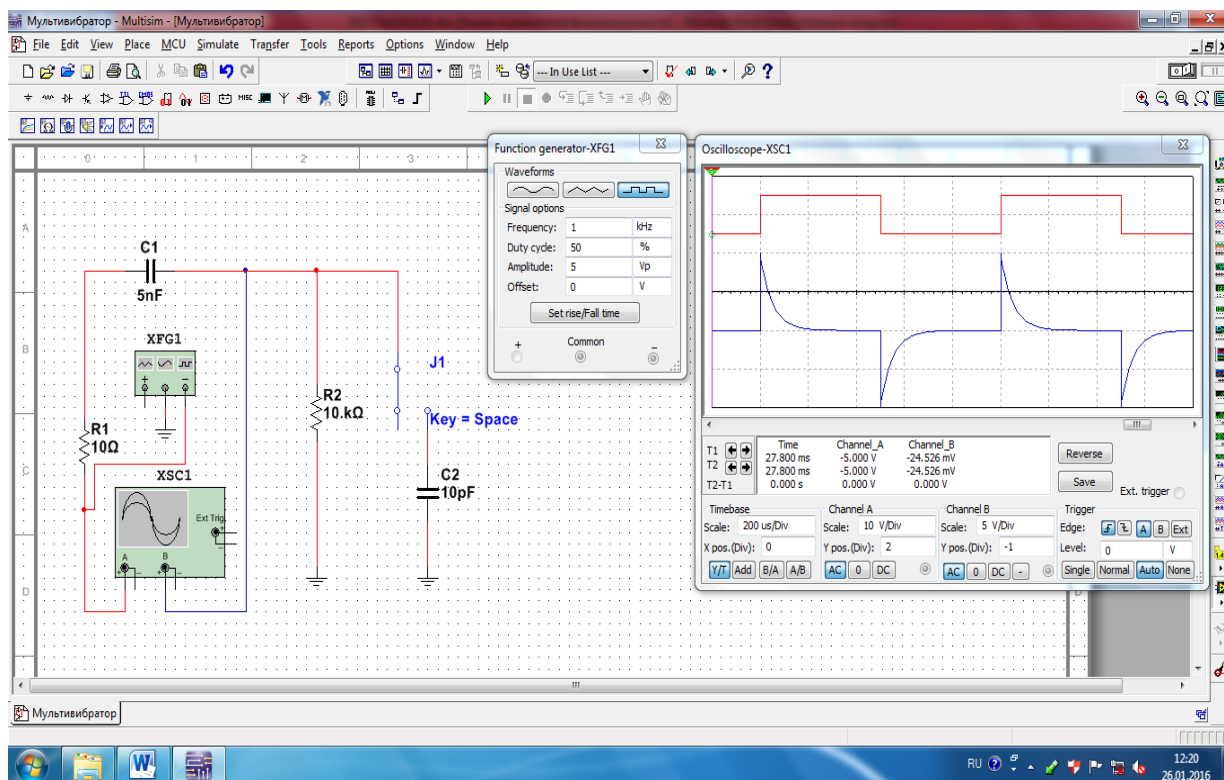 Мультивибратор - Multisim - [Мультивибратор]
File Edit View Place MCU Simulate Transfer Tools Reports Options Window Help
--- In Use List ---
MISC
0 1 2 3
A
B
C
D
C1
5nF
XFG1
R1
10Ω
XSC1
Ext Trig
A B
R2
10.kΩ
J1
Key = Space
C2
10pF
D
Function generator-XFG1
Waveforms
Signal options
Frequency: 1 kHz
Duty cycle: 50 %
Amplitude: 5 Vp
Offset: 0 V
Set rise/Fall time
+ Common −
Oscilloscope-XSC1
Time Channel_A Channel_B
T1 27.800 ms -5.000 V -24.526 mV
T2 27.800 ms -5.000 V -24.526 mV
T2-T1 0.000 s 0.000 V 0.000 V
Reverse
Save
Ext. trigger
Timebase
Scale: 200 us/Div
X pos.(Div): 0
Y/T Add B/A A/B
Channel A
Scale: 10 V/Div
Y pos.(Div): 2
AC 0 DC
Channel B
Scale: 5 V/Div
Y pos.(Div): -1
AC 0 DC -
Trigger
Edge: A B Ext
Level: 0 V
Single Normal Auto None
Мультивибратор
RU
12:20
26.01.2016